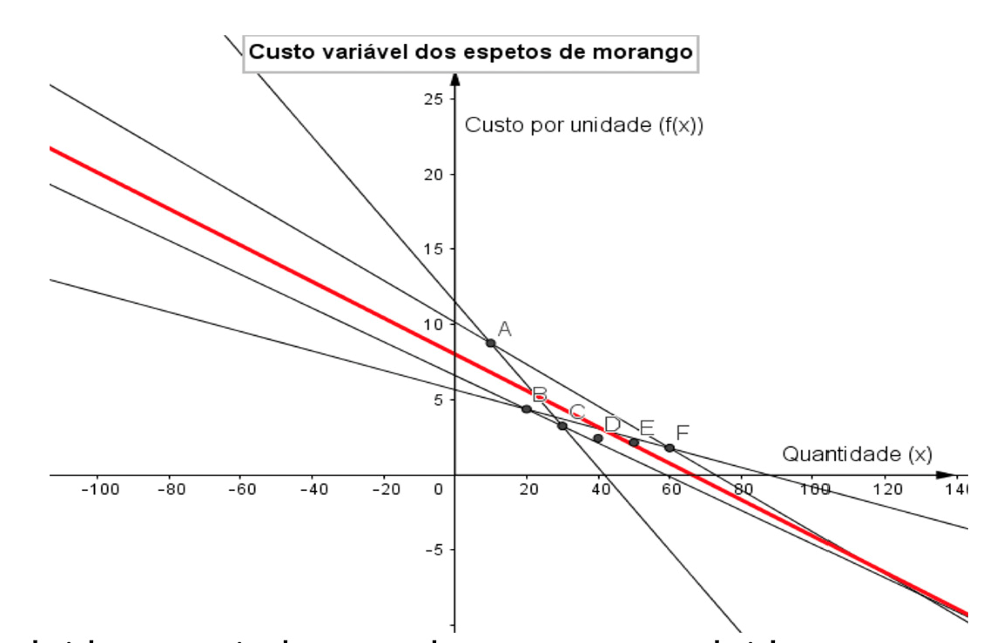 Custo variável dos espetos de morango
25
Custo por unidade (f(x))
20
15
10
A
B
5
C
D
E
F
Quantidade (x)
-100 -80 -60 -40 -20 0 20 40 60 80 100 120
-5